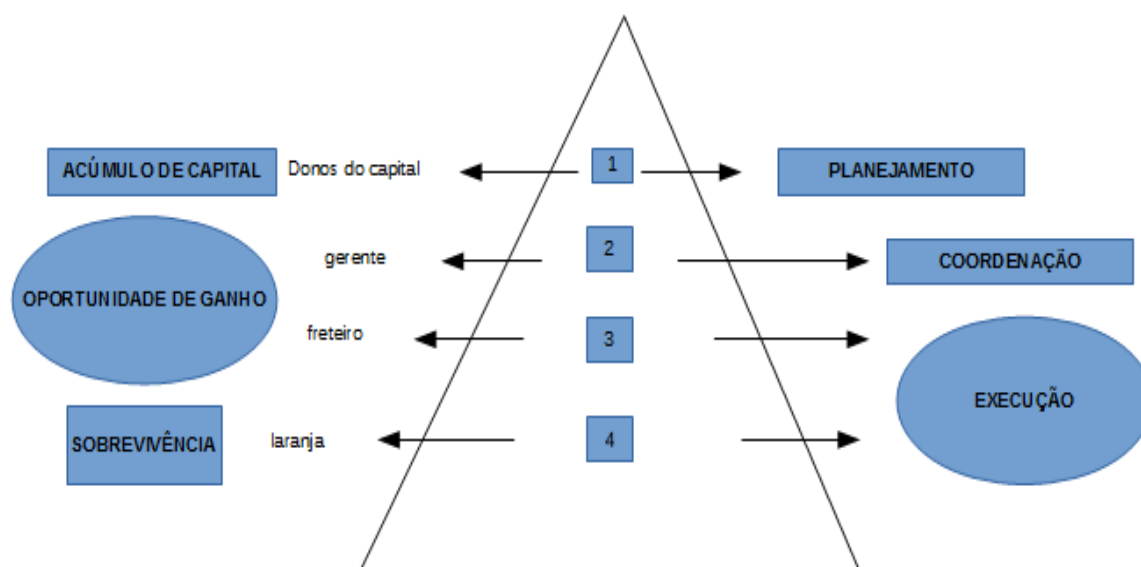 ACÚMULO DE CAPITAL
Donos do capital
1
PLANEJAMENTO
gerente
2
COORDENAÇÃO
OPORTUNIDADE DE GANHO
freteiro
3
EXECUÇÃO
SOBREVIVÊNCIA
laranja
4